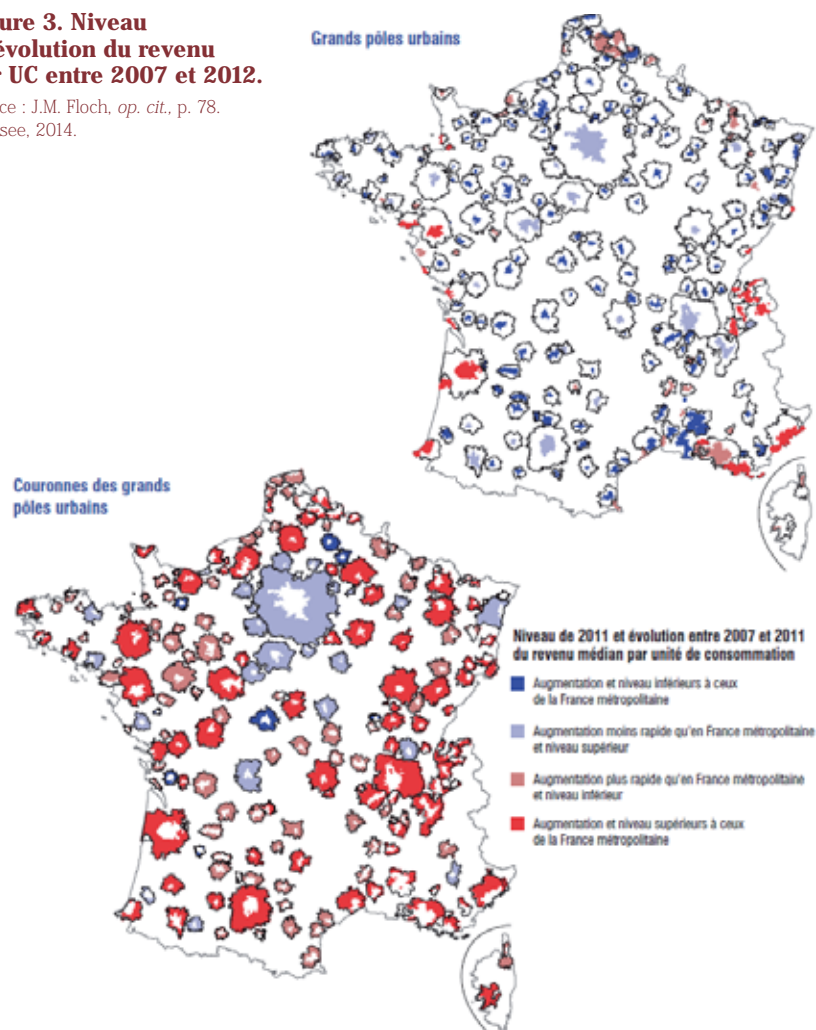 ure 3. Niveau
évolution du revenu
r UC entre 2007 et 2012.
ce : J.M. Floch, op. cit., p. 78.
see, 2014.
Grands pôles urbains
Couronnes des grands
pôles urbains
Niveau de 2011 et évolution entre 2007 et 2011
du revenu médian par unité de consommation
Augmentation et niveau inférieurs à ceux
de la France métropolitaine
Augmentation moins rapide qu'en France métropolitaine
et niveau supérieur
Augmentation plus rapide qu'en France métropolitaine
et niveau inférieur
Augmentation et niveau supérieurs à ceux
de la France métropolitaine